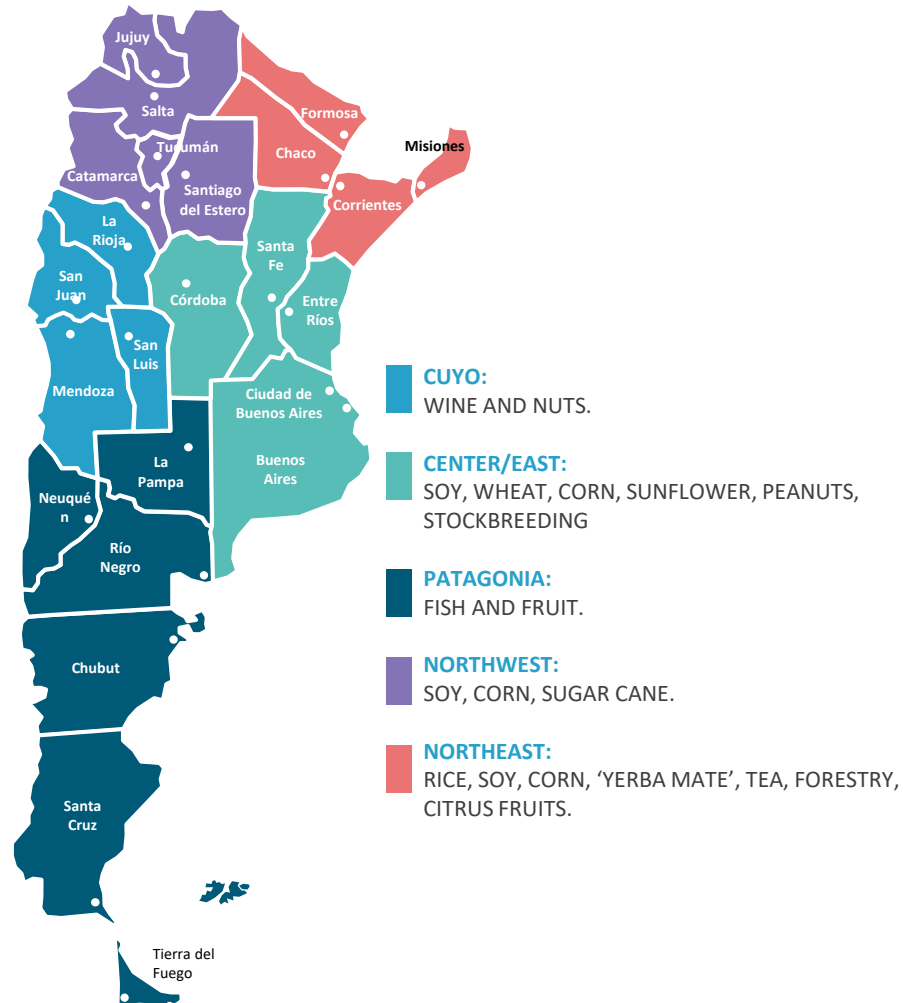 Jujuy
Salta
Formosa
Misiones
Tucumán
Chaco
Catamarca
Santiago
del Estero
Corrientes
La
Rioja
Santa
Fe
San
Juan
Córdoba
Entre
Ríos
San
Luis
Mendoza
Ciudad de
Buenos Aires
La
Pampa
Buenos
Aires
Neuqué
n
Río
Negro
Chubut
Santa
Cruz
Tierra del
Fuego
CUYO:
WINE AND NUTS.
CENTER/EAST:
SOY, WHEAT, CORN, SUNFLOWER, PEANUTS,
STOCKBREEDING
PATAGONIA:
FISH AND FRUIT.
NORTHWEST:
SOY, CORN, SUGAR CANE.
NORTHEAST:
RICE, SOY, CORN, ‘YERBA MATE’, TEA, FORESTRY,
CITRUS FRUITS.